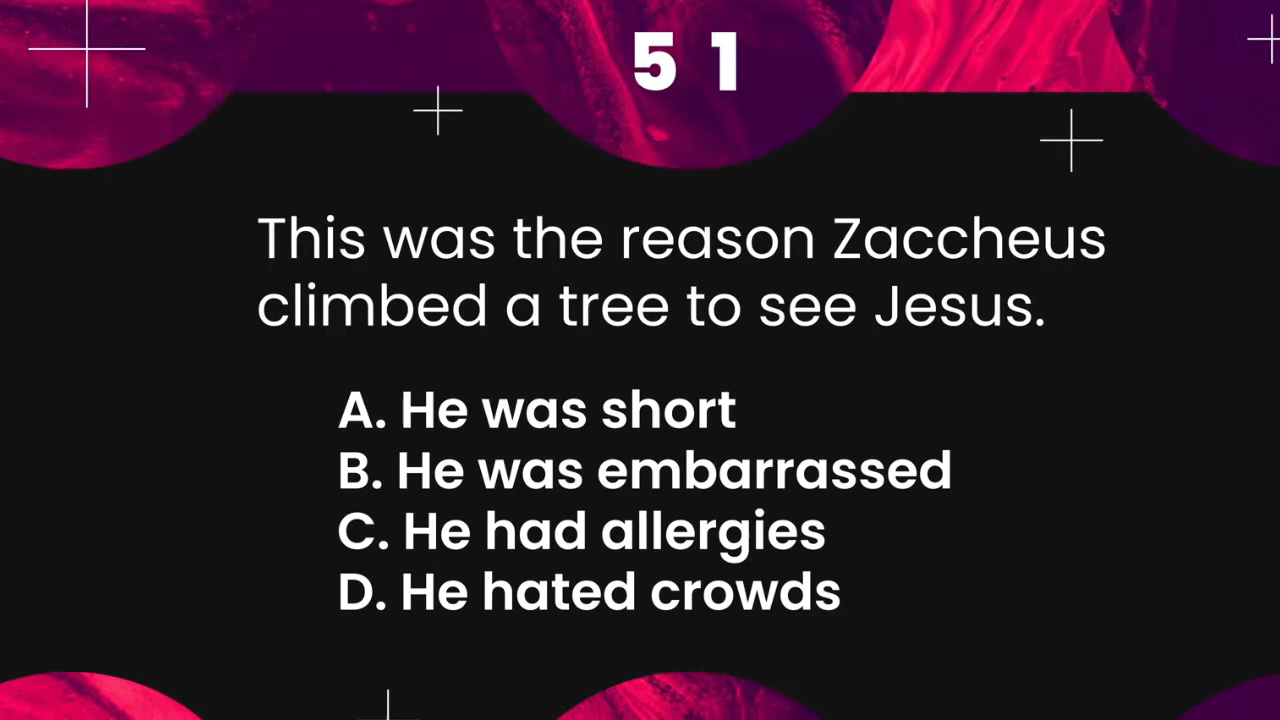 51
This was the reason Zaccheus
climbed a tree to see Jesus.
A. He was short
B. He was embarrassed
C. He had allergies
D. He hated crowds